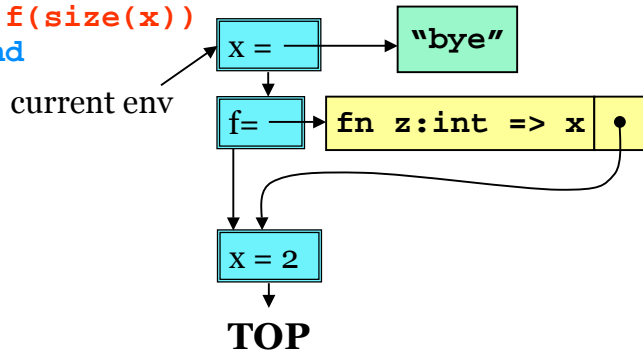 f(size(x))
nd
current env
x =
"bye"
f=
fn z:int => x
x = 2
TOP